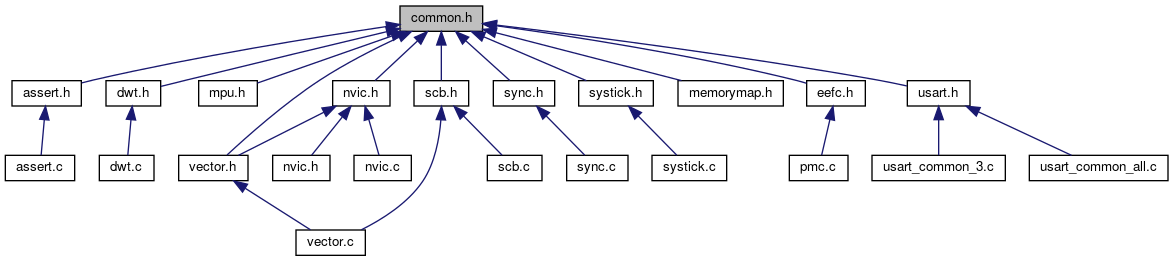 common.h
assert.h
dwt.h
mpu.h
nvic.h
scb.h
sync.h
systick.h
memorymap.h
eefc.h
usart.h
assert.c
dwt.c
vector.h
nvic.h
nvic.c
scb.c
sync.c
systick.c
pmc.c
usart_common_3.c
usart_common_all.c
vector.c